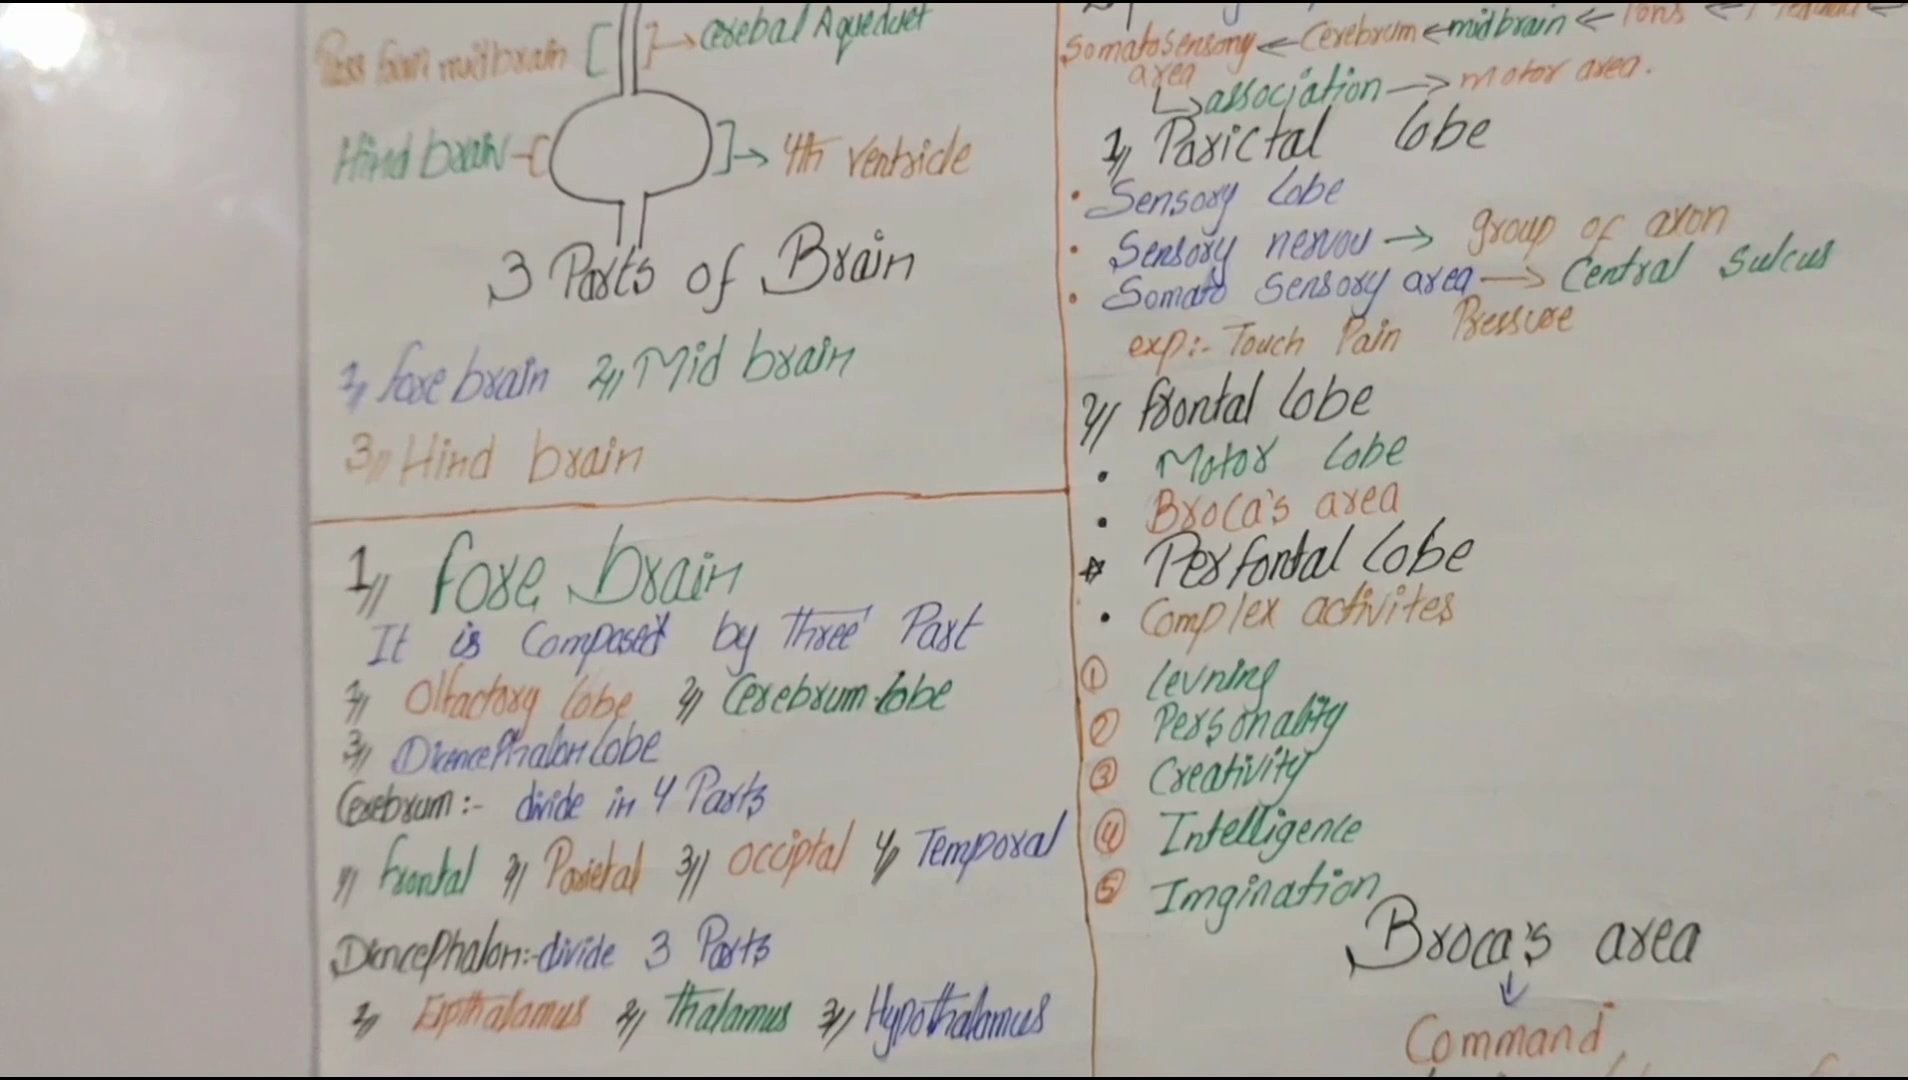 Pass from midbrain
cerebal Aqueduct
Hind brain
4th ventricle
3 Parts of Brain
1, fore brain 2, Mid brain
3, Hind brain
1, fore brain
It is Composed by Three Part
1, Olfactory lobe 2, Cerebrum lobe
3, Diencephalon lobe
Cerebrum :- divide in 4 Parts
1, frontal 2, Parietal 3, occiptal 4, Temporal
Diencephalon:- divide 3 Parts
1, Epithalamus 2, Thalamus 3, Hypothalamus
Somatosensory ← Cerebrum ← midbrain ← Pons ←
area
↳ association → motor area.
1, Parietal lobe
• Sensory lobe
• Sensory nervou → group of axon
• Somato sensory area → Central Sulcus
exp:- Touch Pain Pressure
2, frontal lobe
• Motor lobe
• Broca's area
☆ Perfontal lobe
• Complex activites
① levning
② Personality
③ Creativity
④ Intelligence
⑤ Imgination
Broca's area
↓
Command